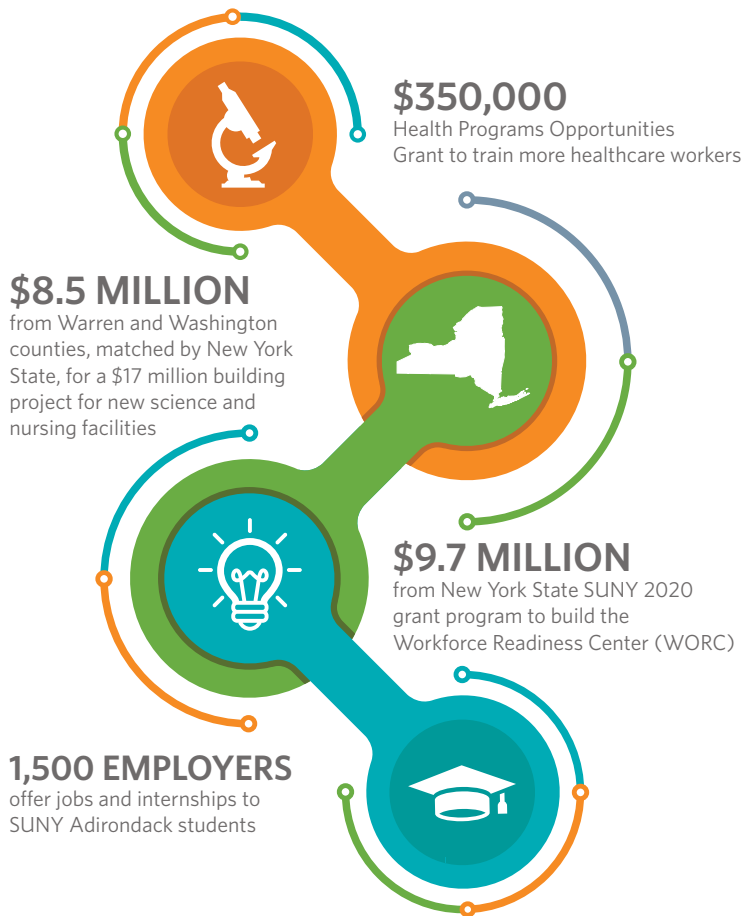 $350,000
Health Programs Opportunities
Grant to train more healthcare workers
$8.5 MILLION
from Warren and Washington
counties, matched by New York
State, for a $17 million building
project for new science and
nursing facilities
$9.7 MILLION
from New York State SUNY 2020
grant program to build the
Workforce Readiness Center (WORC)
1,500 EMPLOYERS
offer jobs and internships to
SUNY Adirondack students